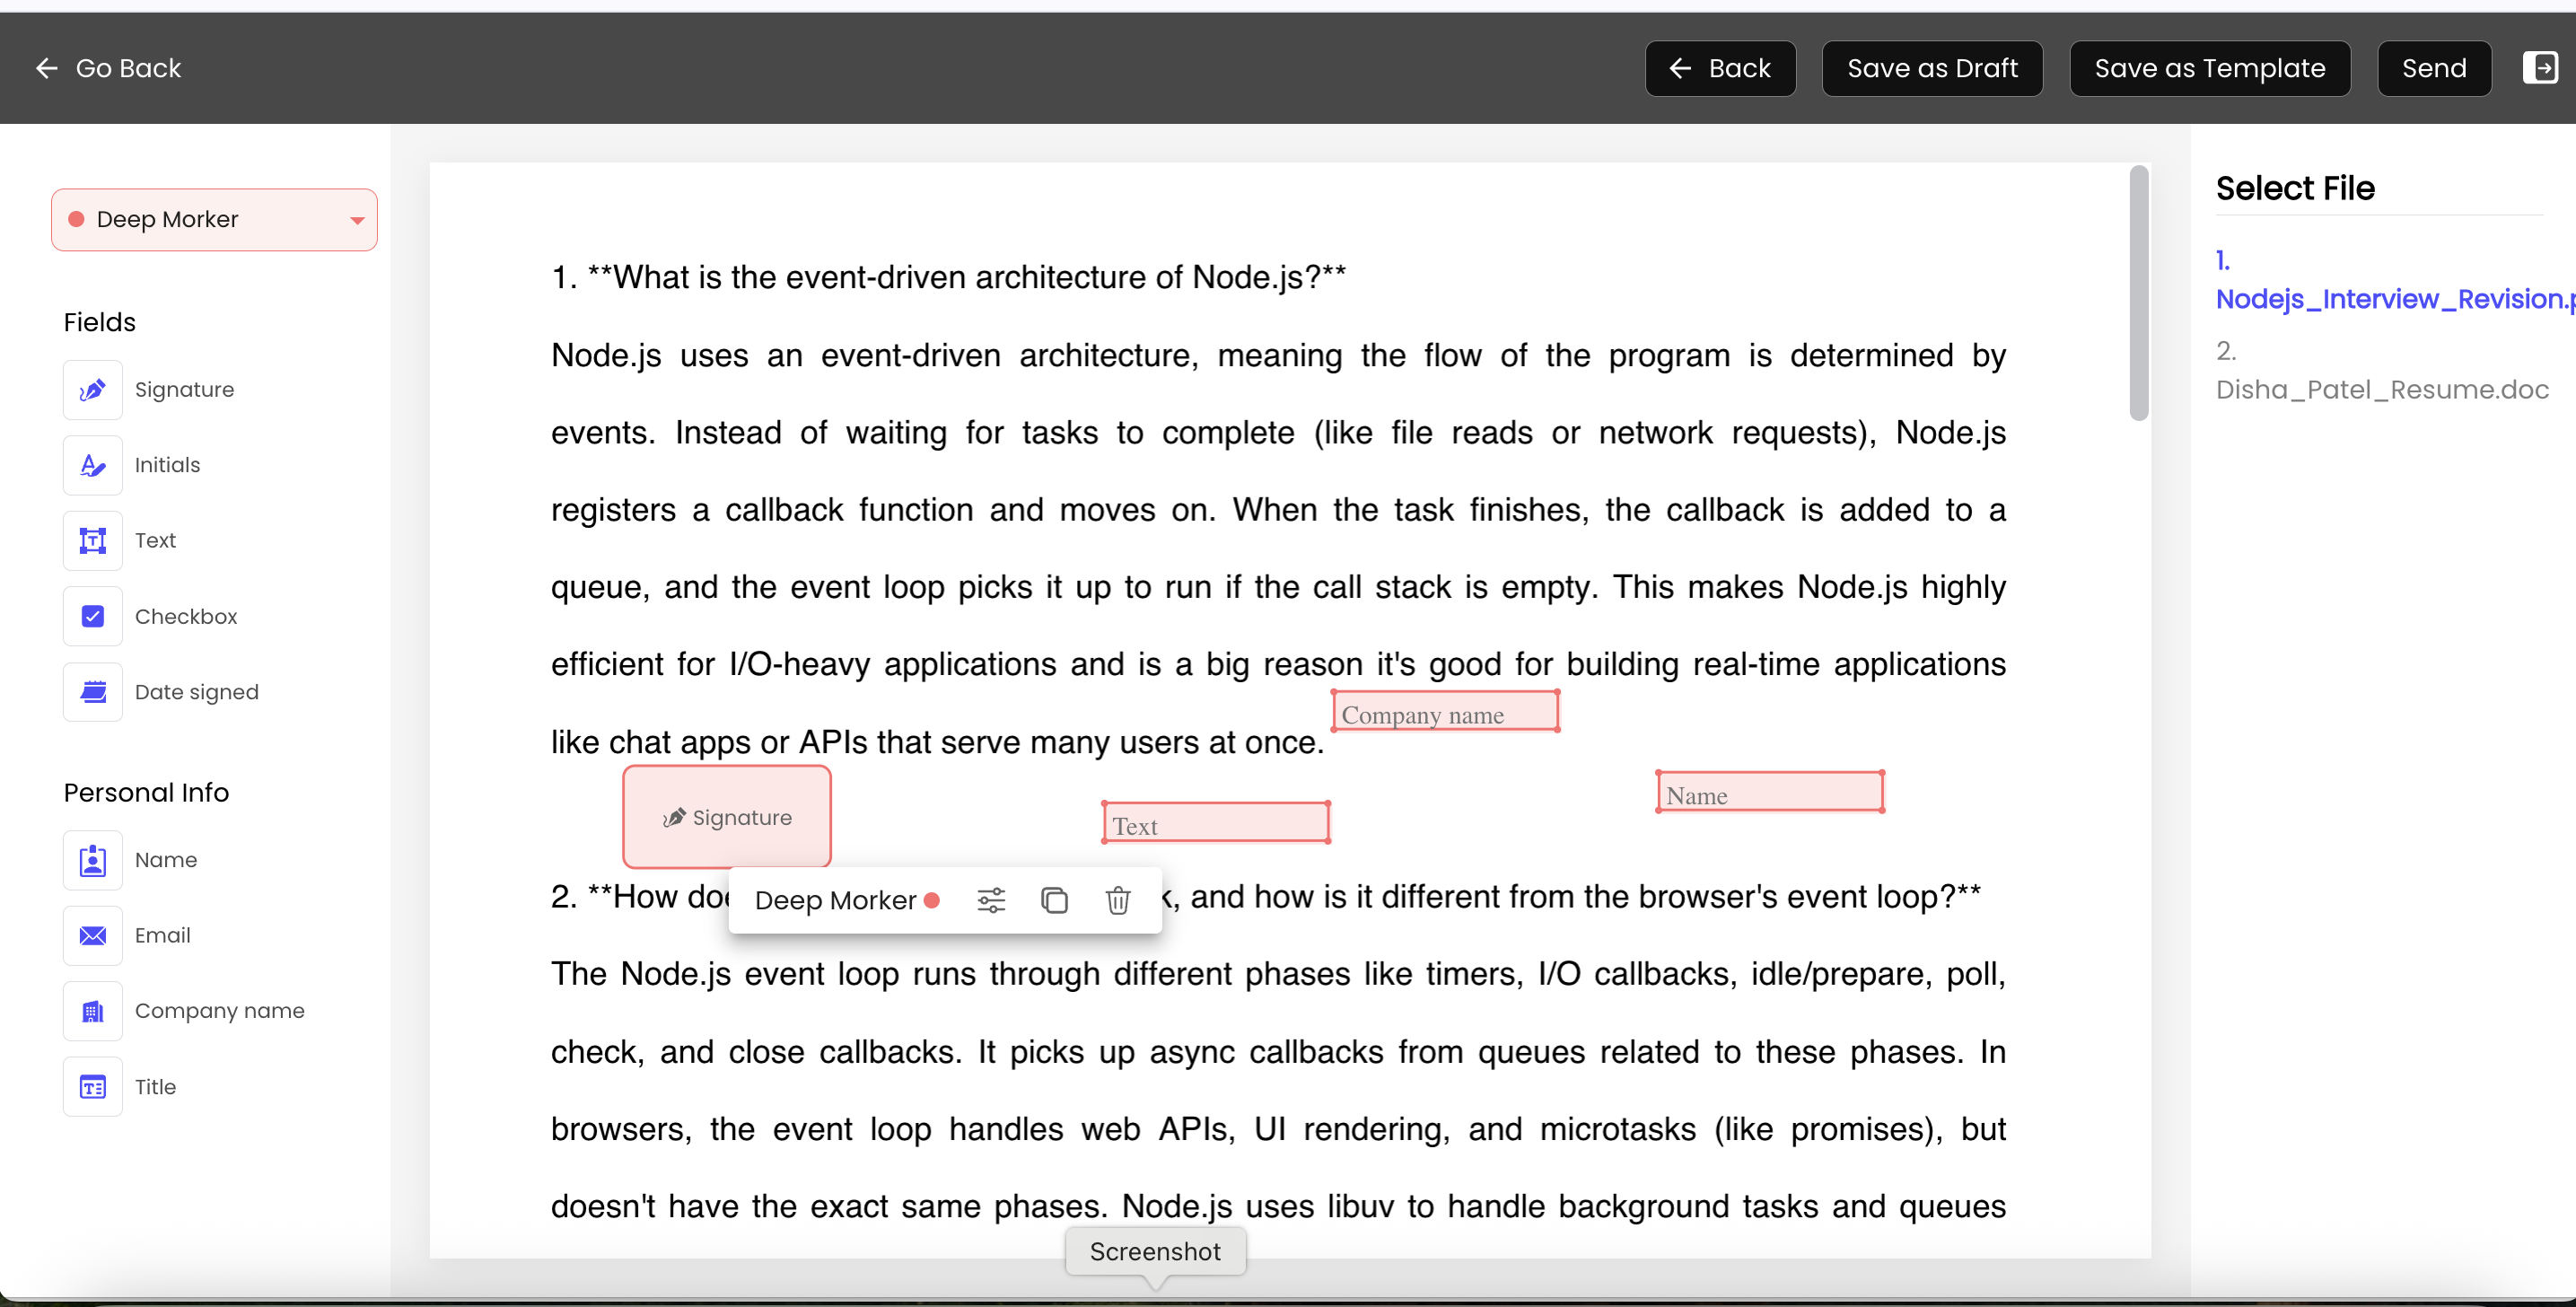 Go Back
Back
Save as Draft
Save as Template
Send
Deep Morker
Fields
Signature
Initials
Text
Checkbox
Date signed
Personal Info
Name
Email
Company name
Title
1. **What is the event-driven architecture of Node.js?**
Node.js uses an event-driven architecture, meaning the flow of the program is determined by
events. Instead of waiting for tasks to complete (like file reads or network requests), Node.js
registers a callback function and moves on. When the task finishes, the callback is added to a
queue, and the event loop picks it up to run if the call stack is empty. This makes Node.js highly
efficient for I/O-heavy applications and is a big reason it's good for building real-time applications
Company name
like chat apps or APIs that serve many users at once.
Name
Signature
Text
Deep Morker
2. **How doe k, and how is it different from the browser's event loop?**
The Node.js event loop runs through different phases like timers, I/O callbacks, idle/prepare, poll,
check, and close callbacks. It picks up async callbacks from queues related to these phases. In
browsers, the event loop handles web APIs, UI rendering, and microtasks (like promises), but
doesn't have the exact same phases. Node.js uses libuv to handle background tasks and queues
Screenshot
Select File
1.
Nodejs_Interview_Revision.p
2.
Disha_Patel_Resume.doc